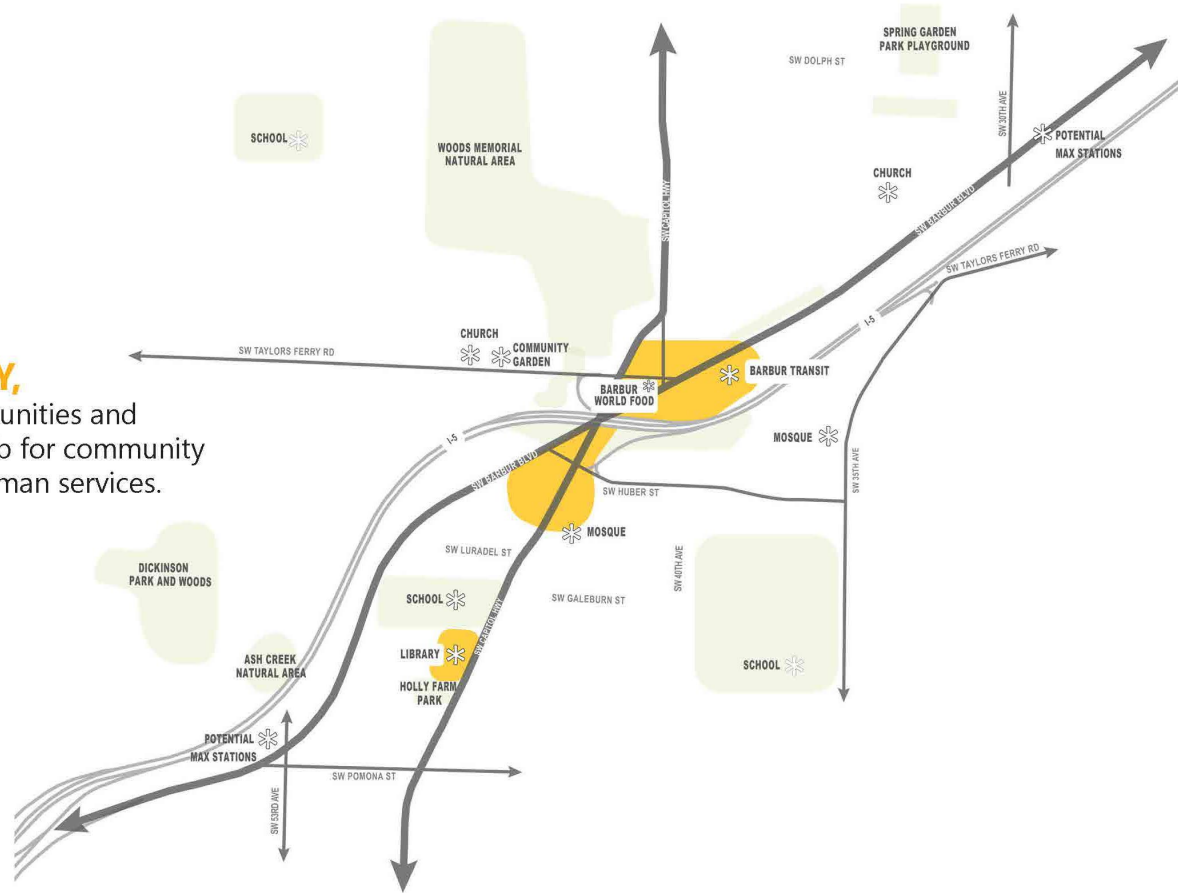 SPRING GARDEN
PARK PLAYGROUND
SW DOLPH ST
SW 30TH AVE
SCHOOL
WOODS MEMORIAL
NATURAL AREA
POTENTIAL
MAX STATIONS
CHURCH
SW CAPITOL HWY
SW BARBUR BLVD
SW TAYLORS FERRY RD
I-5
CHURCH
COMMUNITY
GARDEN
SW TAYLORS FERRY RD
BARBUR TRANSIT
BARBUR
WORLD FOOD
Y,
unities and
for community
man services.
MOSQUE
I-5
SW BARBUR BLVD
SW 35TH AVE
SW HUBER ST
MOSQUE
SW LURADEL ST
SW 40TH AVE
DICKINSON
PARK AND WOODS
SCHOOL
SW GALEBURN ST
SW CAPITOL HWY
LIBRARY
ASH CREEK
NATURAL AREA
SCHOOL
HOLLY FARM
PARK
POTENTIAL
MAX STATIONS
SW POMONA ST
SW 53RD AVE